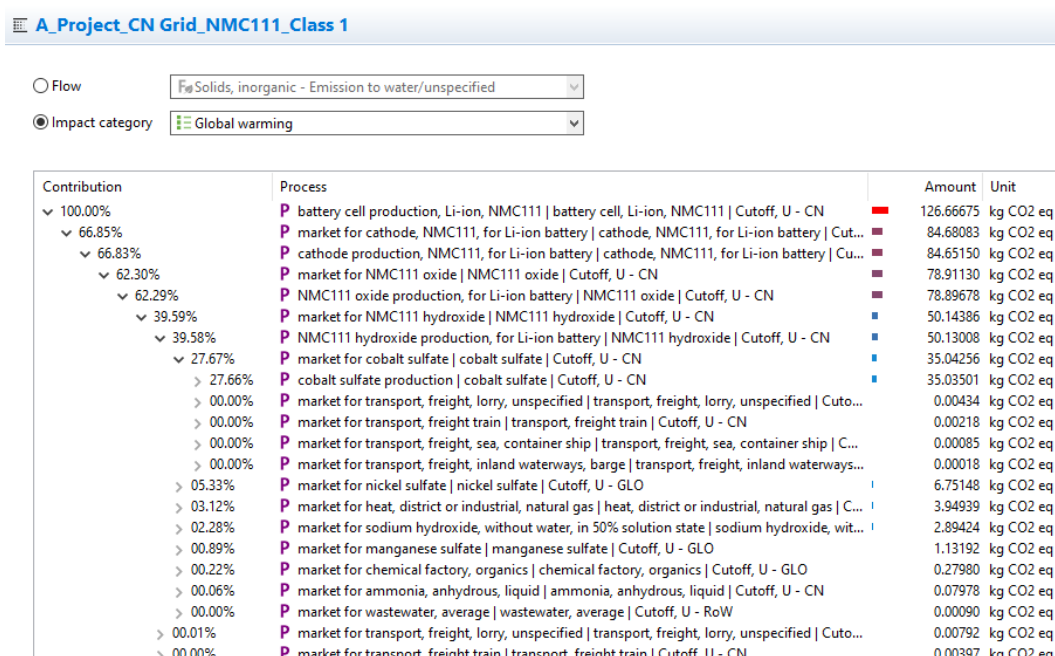 A_Project_CN Grid_NMC111_Class 1
Flow Solids, inorganic - Emission to water/unspecified
Impact category Global warming
Contribution Process Amount Unit
100.00% P battery cell production, Li-ion, NMC111 | battery cell, Li-ion, NMC111 | Cutoff, U - CN 126.66675 kg CO2 eq
66.85% P market for cathode, NMC111, for Li-ion battery | cathode, NMC111, for Li-ion battery | Cut... 84.68083 kg CO2 eq
66.83% P cathode production, NMC111, for Li-ion battery | cathode, NMC111, for Li-ion battery | Cu... 84.65150 kg CO2 eq
62.30% P market for NMC111 oxide | NMC111 oxide | Cutoff, U - CN 78.91130 kg CO2 eq
62.29% P NMC111 oxide production, for Li-ion battery | NMC111 oxide | Cutoff, U - CN 78.89678 kg CO2 eq
39.59% P market for NMC111 hydroxide | NMC111 hydroxide | Cutoff, U - CN 50.14386 kg CO2 eq
39.58% P NMC111 hydroxide production, for Li-ion battery | NMC111 hydroxide | Cutoff, U - CN 50.13008 kg CO2 eq
27.67% P market for cobalt sulfate | cobalt sulfate | Cutoff, U - CN 35.04256 kg CO2 eq
27.66% P cobalt sulfate production | cobalt sulfate | Cutoff, U - CN 35.03501 kg CO2 eq
00.00% P market for transport, freight, lorry, unspecified | transport, freight, lorry, unspecified | Cuto... 0.00434 kg CO2 eq
00.00% P market for transport, freight train | transport, freight train | Cutoff, U - CN 0.00218 kg CO2 eq
00.00% P market for transport, freight, sea, container ship | transport, freight, sea, container ship | C... 0.00085 kg CO2 eq
00.00% P market for transport, freight, inland waterways, barge | transport, freight, inland waterways... 0.00018 kg CO2 eq
05.33% P market for nickel sulfate | nickel sulfate | Cutoff, U - GLO 6.75148 kg CO2 eq
03.12% P market for heat, district or industrial, natural gas | heat, district or industrial, natural gas | C... 3.94939 kg CO2 eq
02.28% P market for sodium hydroxide, without water, in 50% solution state | sodium hydroxide, wit... 2.89424 kg CO2 eq
00.89% P market for manganese sulfate | manganese sulfate | Cutoff, U - GLO 1.13192 kg CO2 eq
00.22% P market for chemical factory, organics | chemical factory, organics | Cutoff, U - GLO 0.27980 kg CO2 eq
00.06% P market for ammonia, anhydrous, liquid | ammonia, anhydrous, liquid | Cutoff, U - CN 0.07978 kg CO2 eq
00.00% P market for wastewater, average | wastewater, average | Cutoff, U - RoW 0.00090 kg CO2 eq
00.01% P market for transport, freight, lorry, unspecified | transport, freight, lorry, unspecified | Cuto... 0.00792 kg CO2 eq
00.00% P market for transport, freight train | transport, freight train | Cutoff, U - CN 0.00397 kg CO2 eq